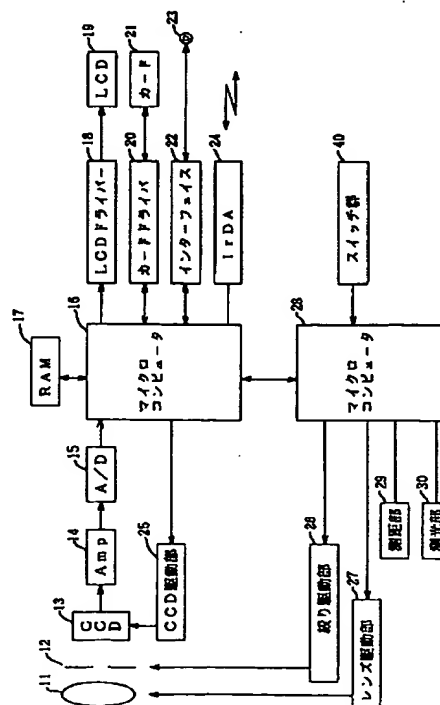 11
12
13
CCD
14
Amp
15
A/D
17
RAM
16
マイクロ
コンピュータ
18
LCDドライバー
19
LCD
20
カードドライバ
21
カード
22
インターフェイス
23
24
IrDA
25
CCD駆動部
26
絞り駆動部
27
レンズ駆動部
28
マイクロ
コンピュータ
29
測距部
30
測光部
40
スイッチ群